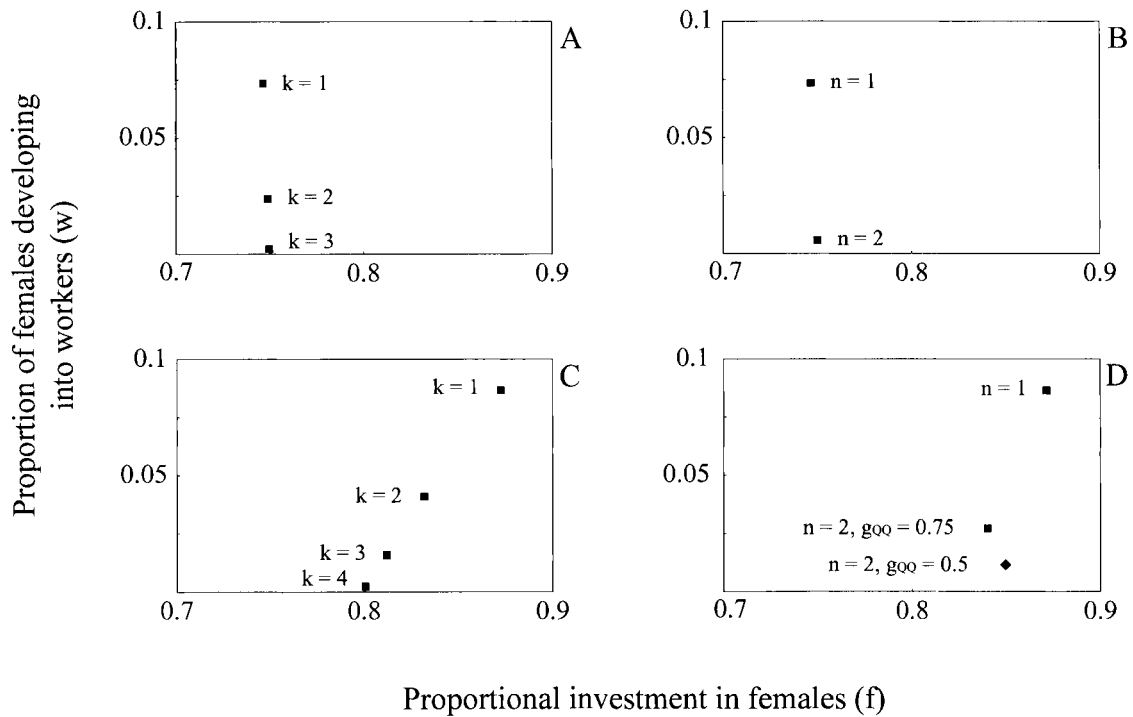 Proportion of females developing
into workers (w)
0.1
A
k = 1
0.05
k = 2
k = 3
0.7
0.8
0.9
0.1
B
n = 1
0.05
n = 2
0.7
0.8
0.9
0.1
C
k = 1
0.05
k = 2
k = 3
k = 4
0.7
0.8
0.9
0.1
D
n = 1
0.05
n = 2, gQQ = 0.75
n = 2, gQQ = 0.5
0.7
0.8
0.9
Proportional investment in females (f)